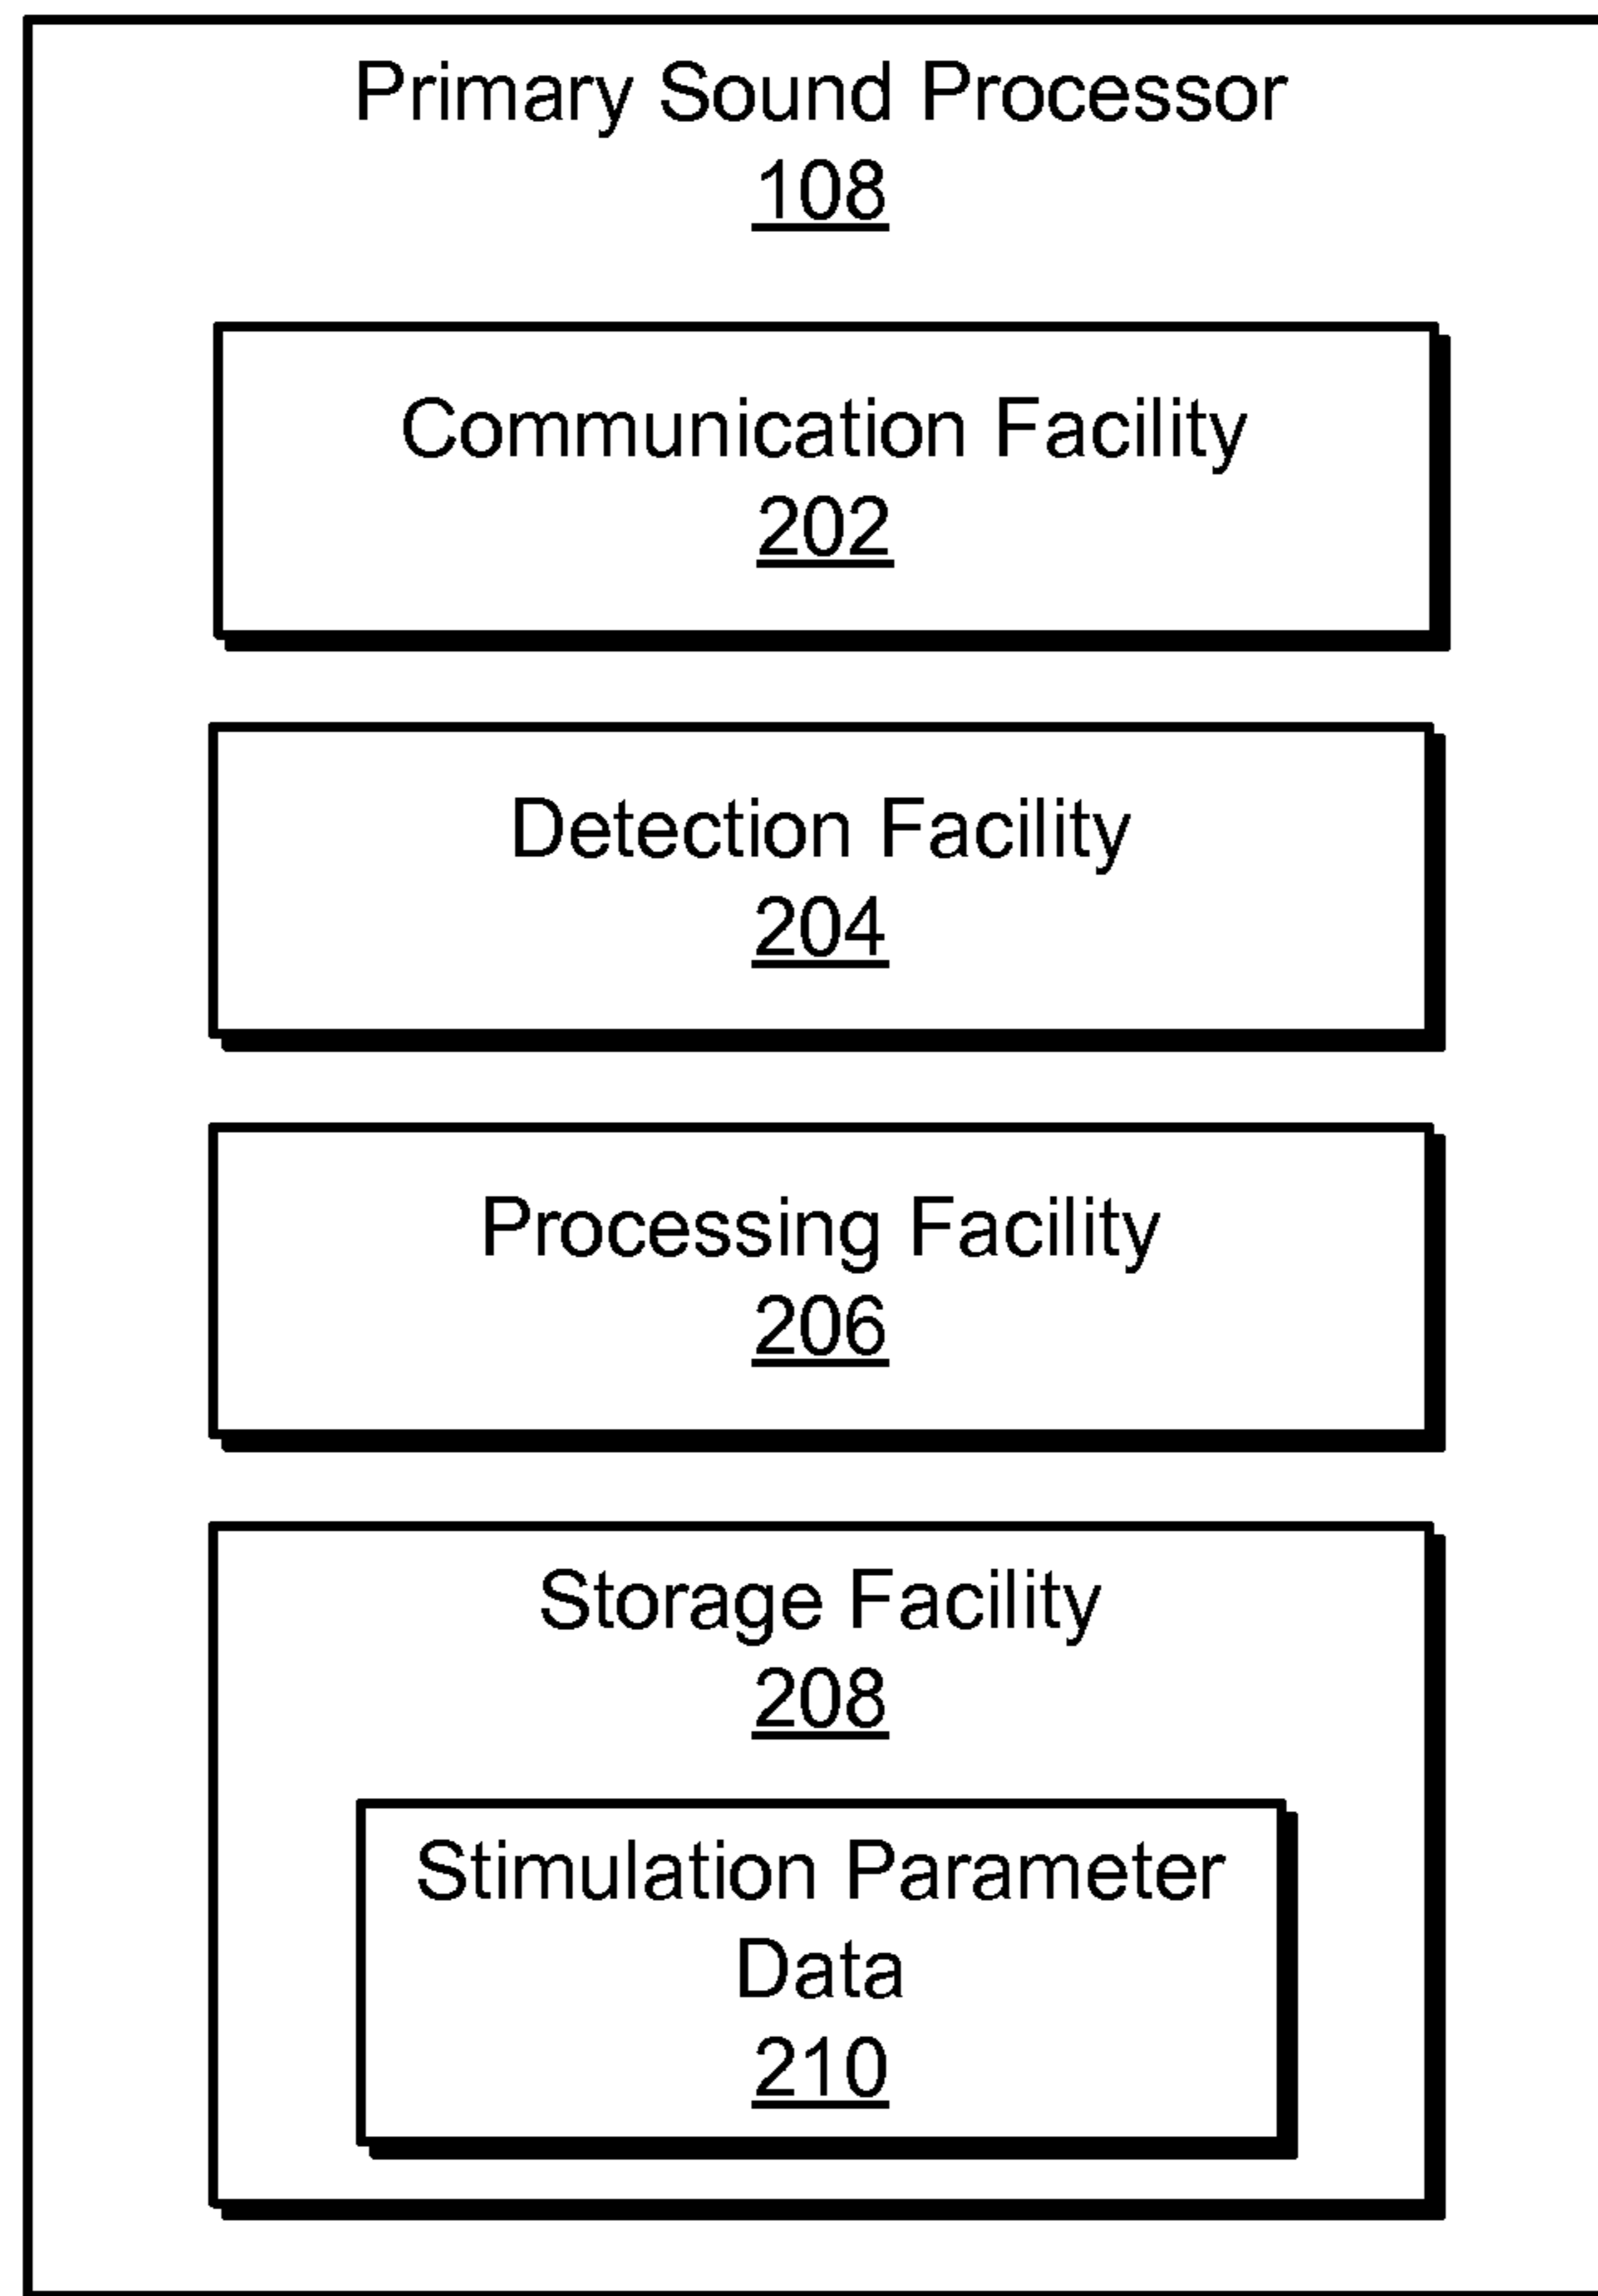 Primary Sound Processor
108
Communication Facility
202
Detection Facility
204
Processing Facility
206
Storage Facility
208
Stimulation Parameter
Data
210